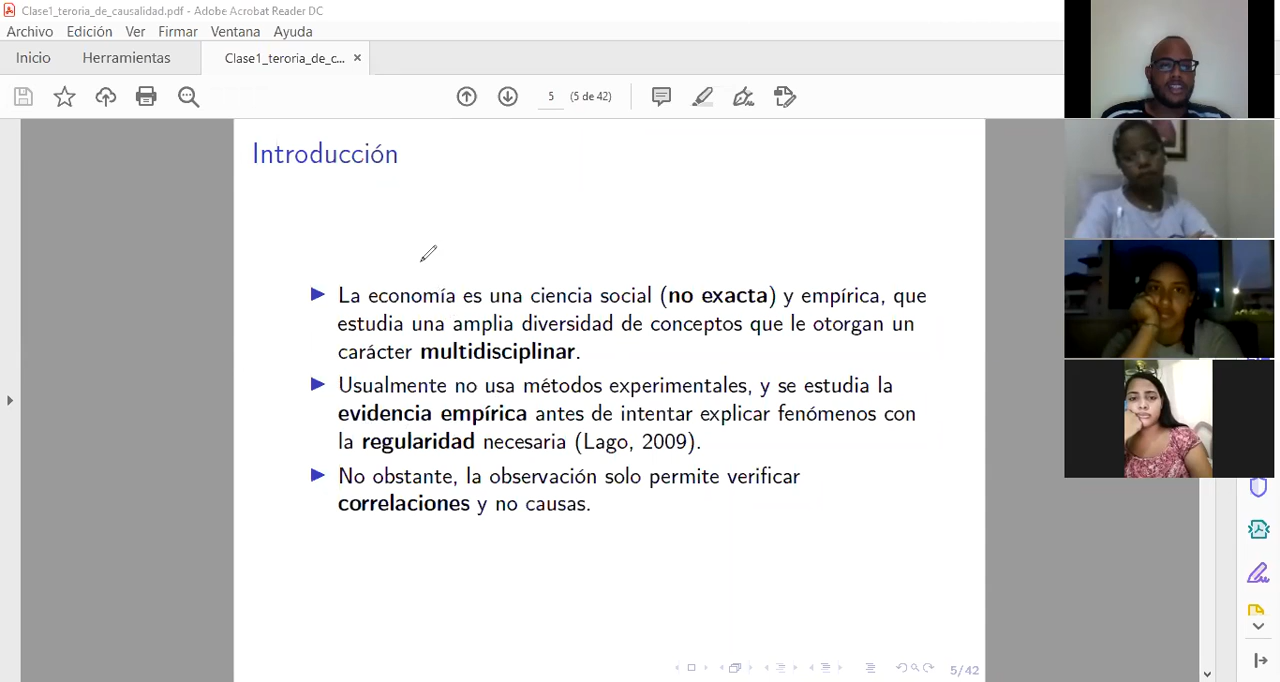 Clase1_teroria_de_causalidad.pdf - Adobe Acrobat Reader DC
Archivo Edición Ver Firmar Ventana Ayuda
Inicio Herramientas Clase1_teroria_de_c... ×
5 (5 de 42)
Introducción
La economía es una ciencia social (no exacta) y empírica, que
estudia una amplia diversidad de conceptos que le otorgan un
carácter multidisciplinar.
Usualmente no usa métodos experimentales, y se estudia la
evidencia empírica antes de intentar explicar fenómenos con
la regularidad necesaria (Lago, 2009).
No obstante, la observación solo permite verificar
correlaciones y no causas.
5/42